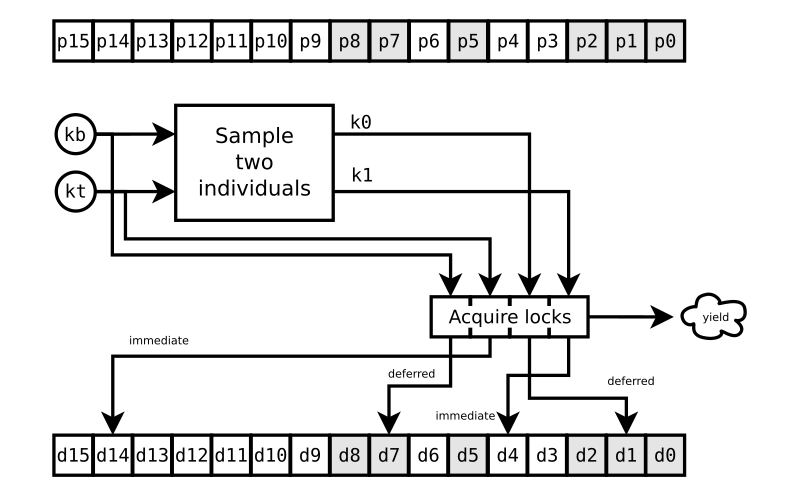 p15 p14 p13 p12 p11 p10 p9 p8 p7 p6 p5 p4 p3 p2 p1 p0
kb
kt
Sample
two
individuals
k0
k1
Acquire locks
yield
immediate
deferred
immediate
deferred
d15 d14 d13 d12 d11 d10 d9 d8 d7 d6 d5 d4 d3 d2 d1 d0